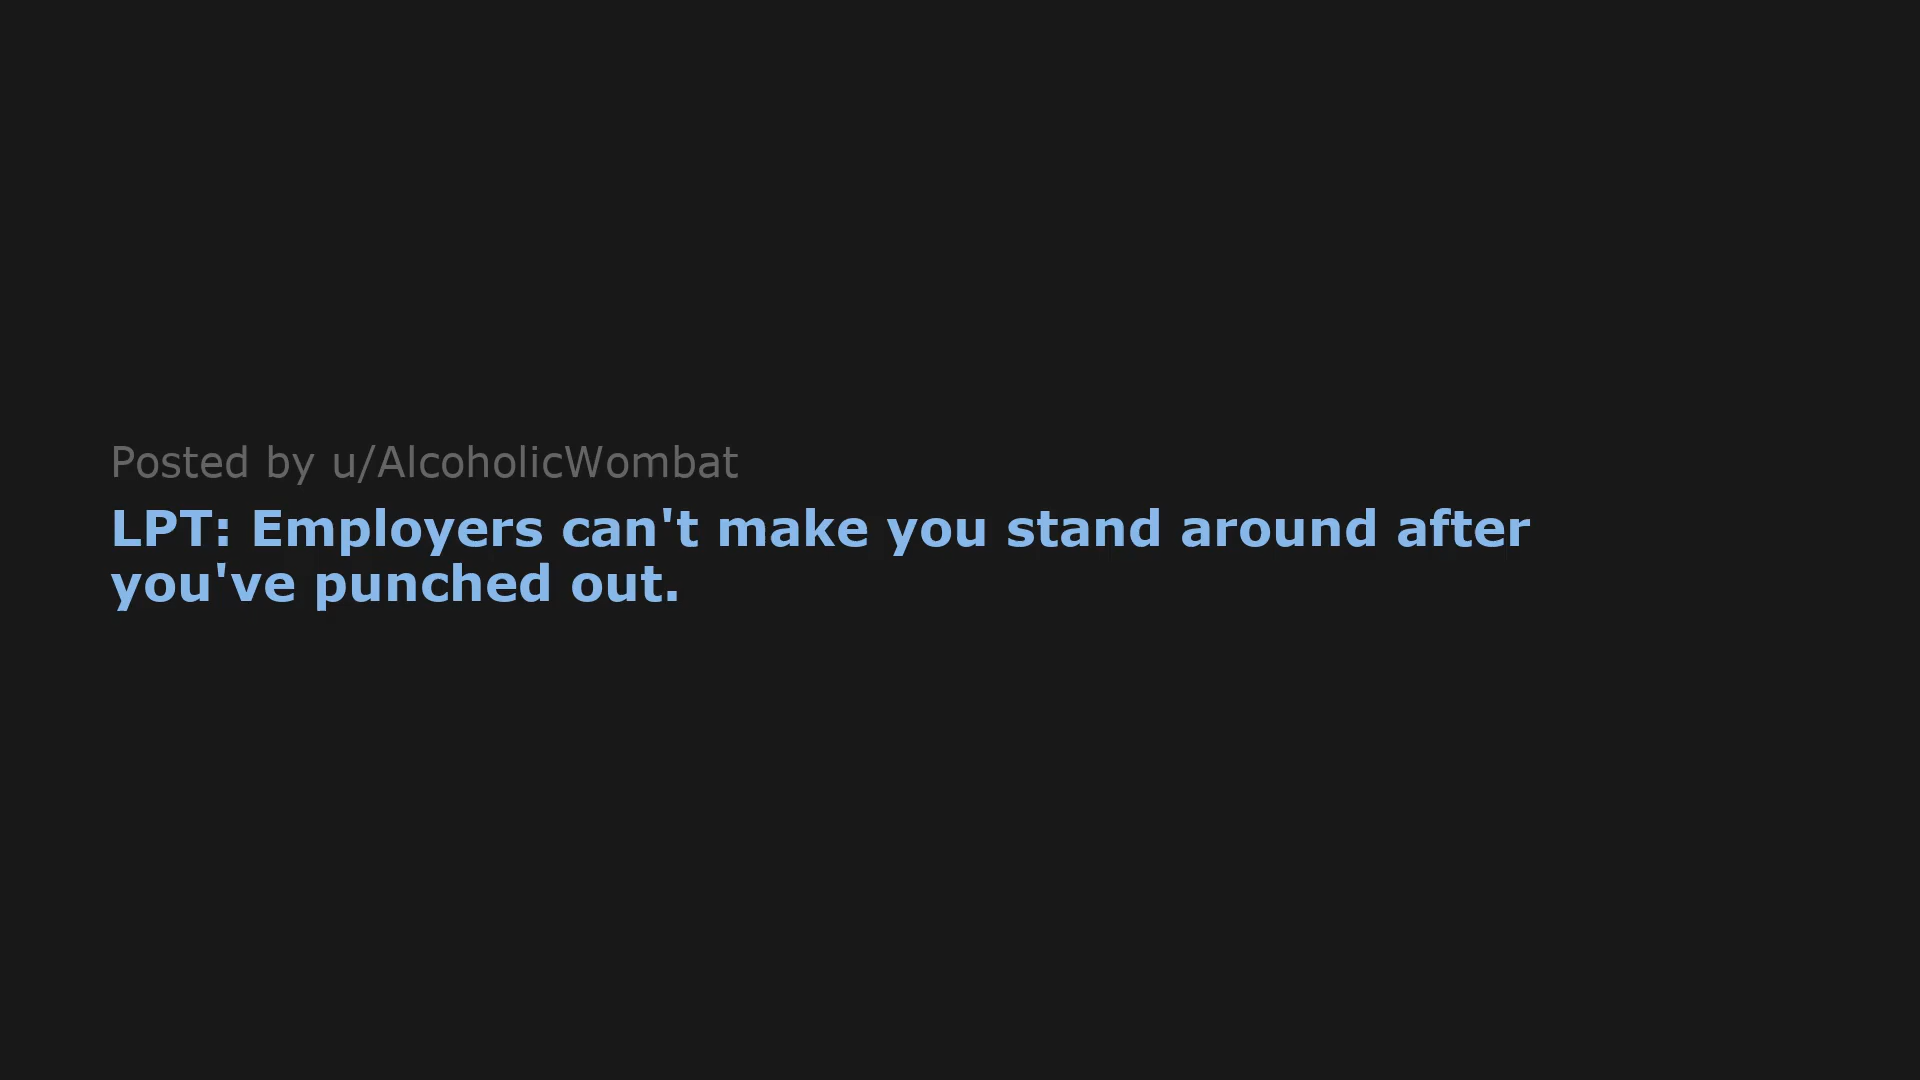 Posted by u/AlcoholicWombat
LPT: Employers can't make you stand around after
you've punched out.